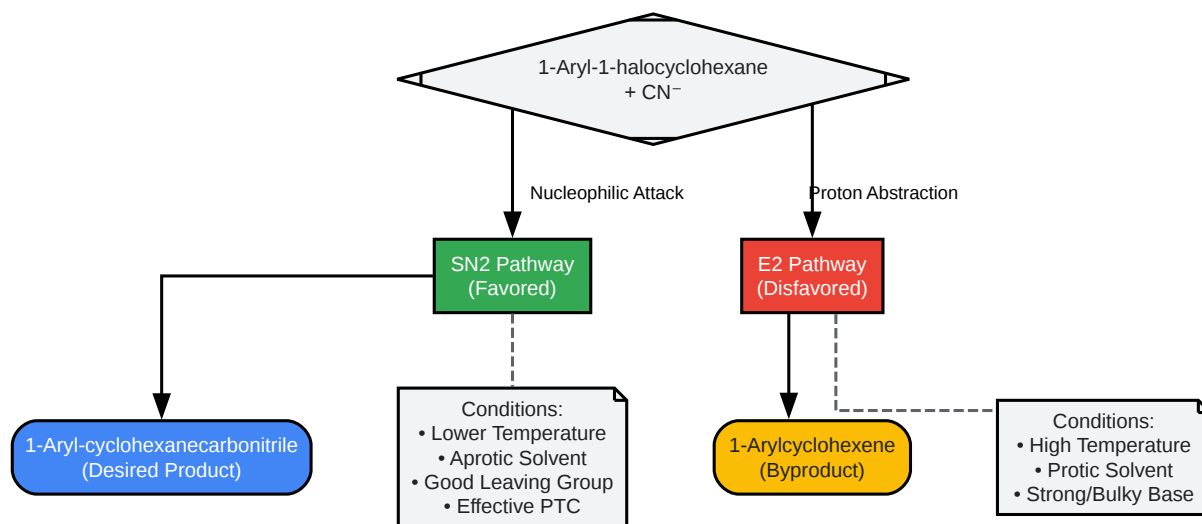 1-Aryl-1-halocyclohexane
+ CN⁻
Nucleophilic Attack
Proton Abstraction
SN2 Pathway
(Favored)
E2 Pathway
(Disfavored)
1-Aryl-cyclohexanecarbonitrile
(Desired Product)
Conditions:
• Lower Temperature
• Aprotic Solvent
• Good Leaving Group
• Effective PTC
1-Arylcyclohexene
(Byproduct)
Conditions:
• High Temperature
• Protic Solvent
• Strong/Bulky Base